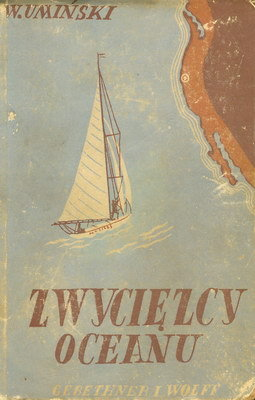 W. UMIŃSKI
ZWYCIĘZCY
OCEANU
GEBETHNER I WOLFF